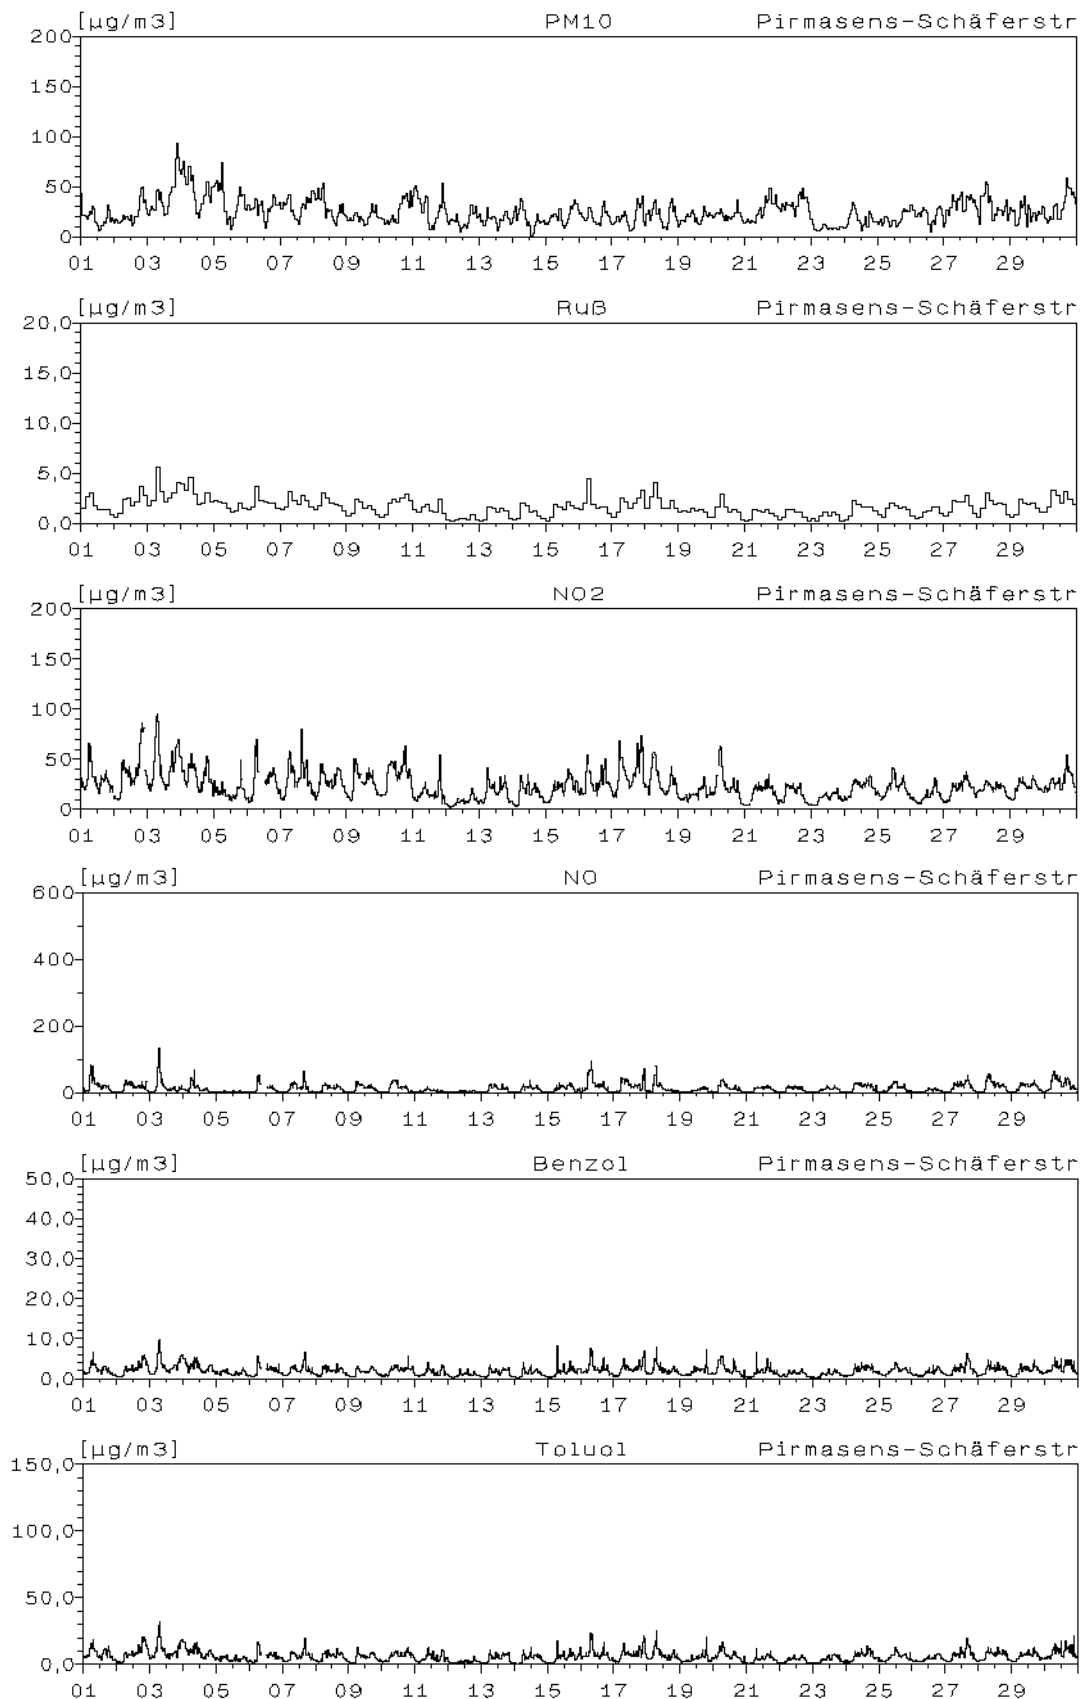 [µg/m3] PM10 Pirmasens-Schäferstr
200
150
100
50
0
01 03 05 07 09 11 13 15 17 19 21 23 25 27 29
[µg/m3] Ruß Pirmasens-Schäferstr
20,0
15,0
10,0
5,0
0,0
01 03 05 07 09 11 13 15 17 19 21 23 25 27 29
[µg/m3] NO2 Pirmasens-Schäferstr
200
150
100
50
0
01 03 05 07 09 11 13 15 17 19 21 23 25 27 29
[µg/m3] NO Pirmasens-Schäferstr
600
400
200
0
01 03 05 07 09 11 13 15 17 19 21 23 25 27 29
[µg/m3] Benzol Pirmasens-Schäferstr
50,0
40,0
30,0
20,0
10,0
0,0
01 03 05 07 09 11 13 15 17 19 21 23 25 27 29
[µg/m3] Toluol Pirmasens-Schäferstr
150,0
100,0
50,0
0,0
01 03 05 07 09 11 13 15 17 19 21 23 25 27 29